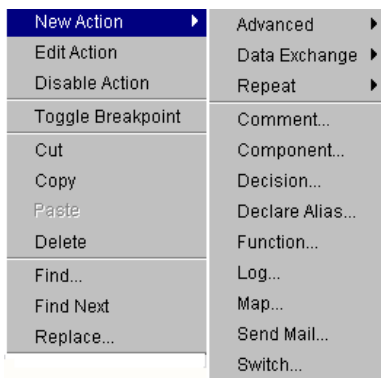 New Action
Edit Action
Disable Action
Toggle Breakpoint
Cut
Copy
Paste
Delete
Find...
Find Next
Replace...
Advanced
Data Exchange
Repeat
Comment...
Component...
Decision...
Declare Alias...
Function...
Log...
Map...
Send Mail...
Switch...